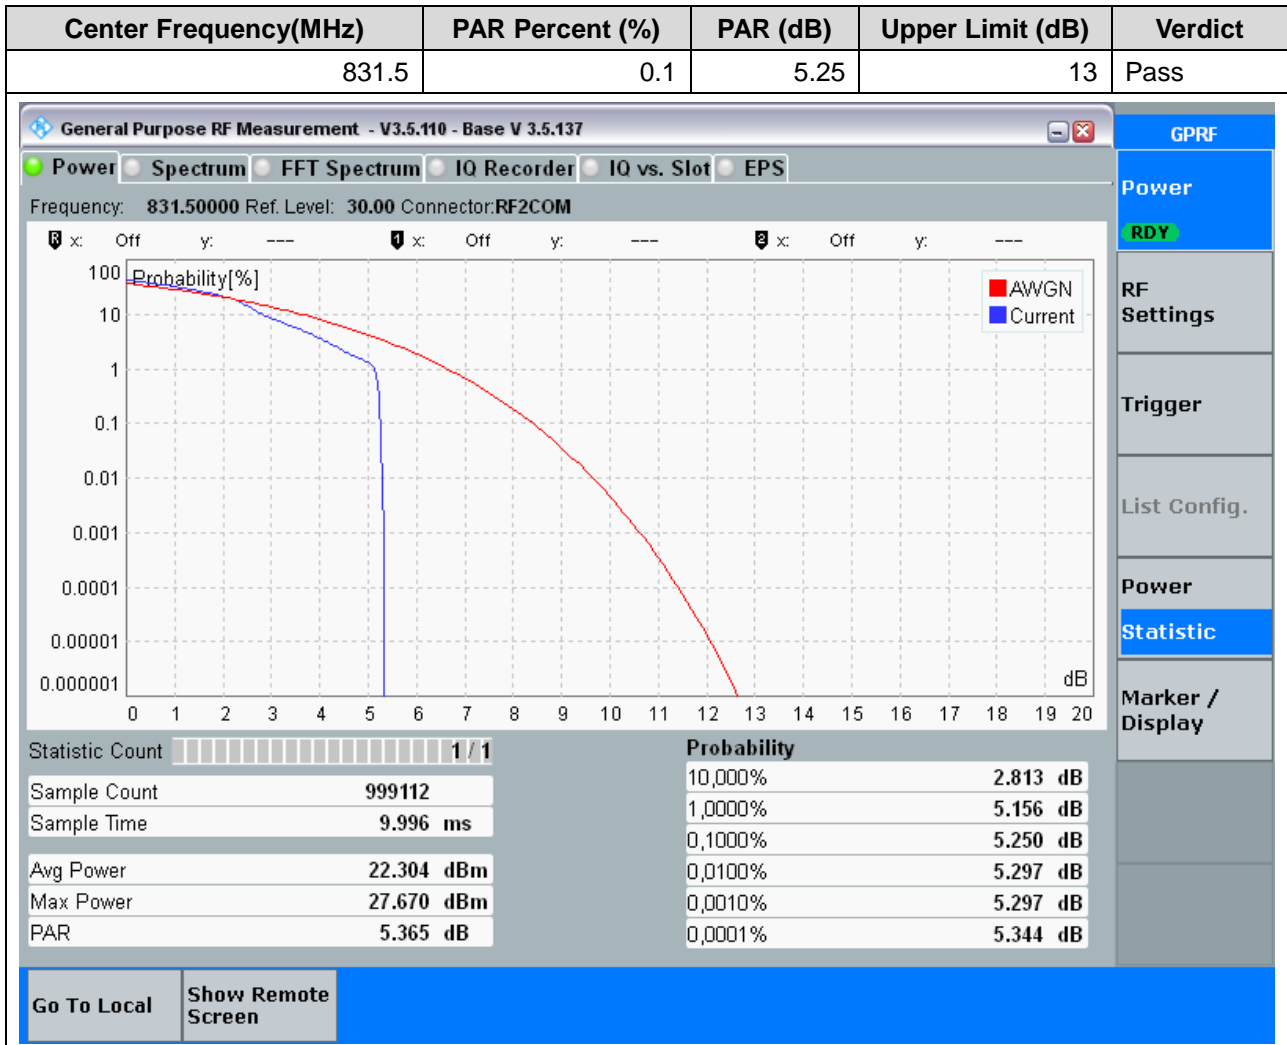 Center Frequency(MHz) PAR Percent (%) PAR (dB) Upper Limit (dB) Verdict
831.5 0.1 5.25 13 Pass
General Purpose RF Measurement - V3.5.110 - Base V 3.5.137
GPRF
Power Spectrum FFT Spectrum IQ Recorder IQ vs. Slot EPS
Power
RDY
Frequency: 831.50000 Ref. Level: 30.00 Connector:RF2COM
R x: Off y: --- 1 x: Off y: --- 2 x: Off y: ---
Probability[%]
AWGN
Current
100
10
1
0.1
0.01
0.001
0.0001
0.00001
0.000001
dB
0 1 2 3 4 5 6 7 8 9 10 11 12 13 14 15 16 17 18 19 20
RF
Settings
Trigger
List Config.
Power
Statistic
Marker /
Display
Statistic Count 1 / 1
Sample Count 999112
Sample Time 9.996 ms
Avg Power 22.304 dBm
Max Power 27.670 dBm
PAR 5.365 dB
Probability
10,000% 2.813 dB
1,0000% 5.156 dB
0,1000% 5.250 dB
0,0100% 5.297 dB
0,0010% 5.297 dB
0,0001% 5.344 dB
Go To Local
Show Remote
Screen